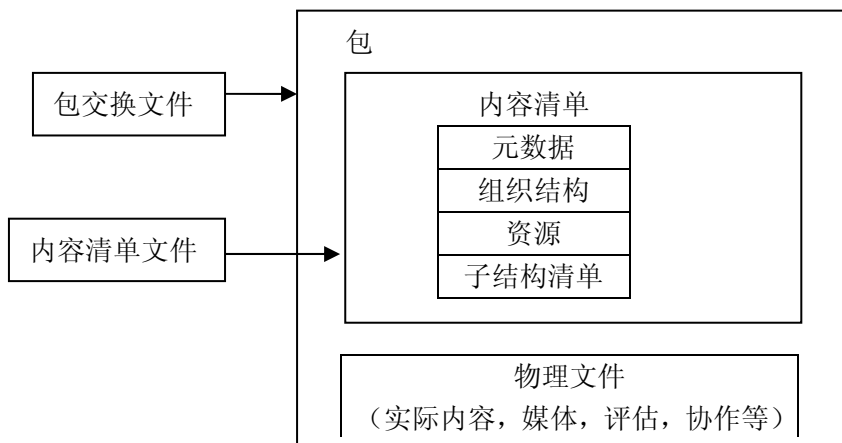 包
包交换文件
内容清单
元数据
组织结构
资源
内容清单文件
子结构清单
物理文件
（实际内容，媒体，评估，协作等）